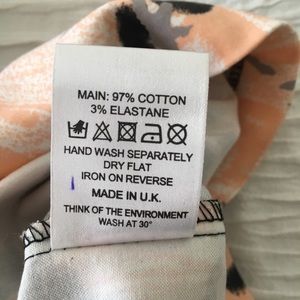 MAIN: 97% COTTON
3% ELASTANE
HAND WASH SEPARATELY
DRY FLAT
IRON ON REVERSE
MADE IN U.K.
THINK OF THE ENVIRONMENT
WASH AT 30°